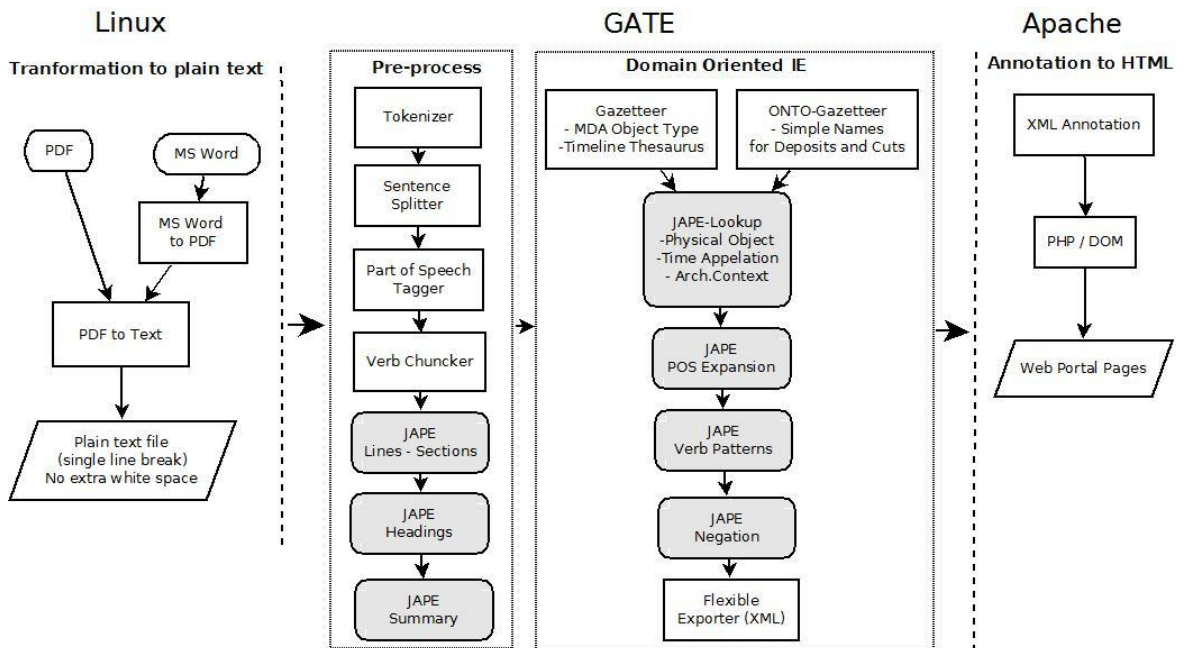 Linux
Tranformation to plain text
PDF
MS Word
MS Word
to PDF
PDF to Text
Plain text file
(single line break)
No extra white space
GATE
Pre-process
Tokenizer
Sentence
Splitter
Part of Speech
Tagger
Verb Chuncker
JAPE
Lines - Sections
JAPE
Headings
JAPE
Summary
Domain Oriented IE
Gazetteer
- MDA Object Type
-Timeline Thesaurus
ONTO-Gazetteer
- Simple Names
for Deposits and Cuts
JAPE-Lookup
-Physical Object
-Time Appelation
- Arch.Context
JAPE
POS Expansion
JAPE
Verb Patterns
JAPE
Negation
Flexible
Exporter (XML)
Apache
Annotation to HTML
XML Annotation
PHP / DOM
Web Portal Pages